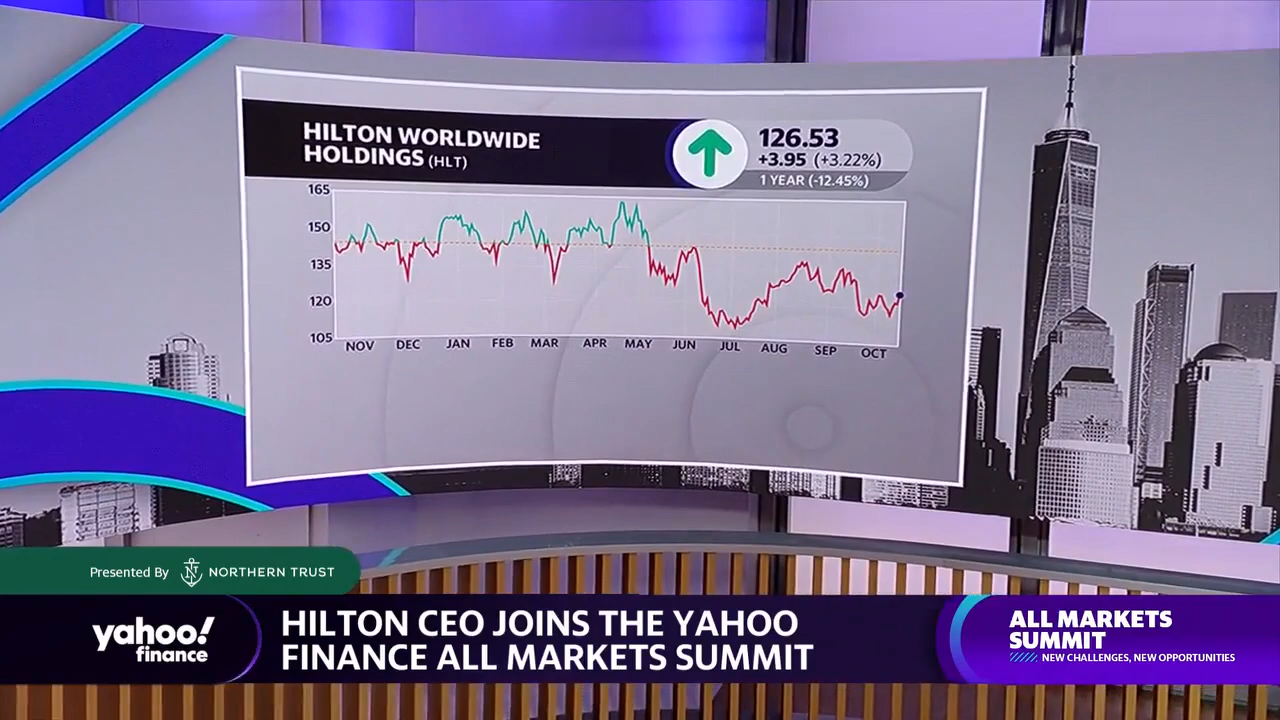 HILTON WORLDWIDE
HOLDINGS (HLT)
126.53
+3.95 (+3.22%)
1 YEAR (-12.45%)
165
150
135
120
105
NOV DEC JAN FEB MAR APR MAY JUN JUL AUG SEP OCT
Presented By NT NORTHERN TRUST
yahoo!
finance
HILTON CEO JOINS THE YAHOO
FINANCE ALL MARKETS SUMMIT
ALL MARKETS
SUMMIT
NEW CHALLENGES, NEW OPPORTUNITIES